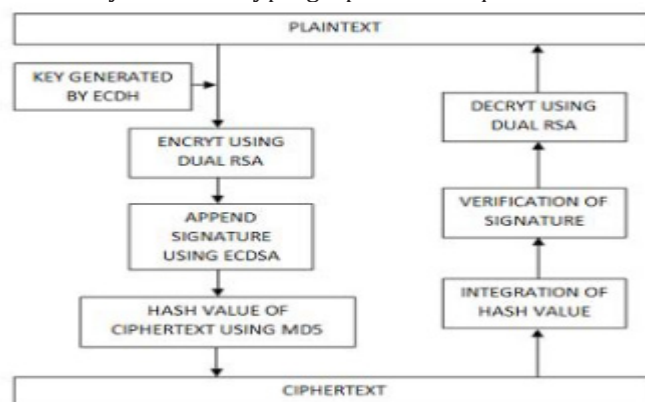 PLAINTEXT
KEY GENERATED
BY ECDH
ENCRYT USING
DUAL RSA
APPEND
SIGNATURE
USING ECDSA
HASH VALUE OF
CIPHERTEXT USING MD5
DECRYT USING
DUAL RSA
VERIFICATION OF
SIGNATURE
INTEGRATION OF
HASH VALUE
CIPHERTEXT